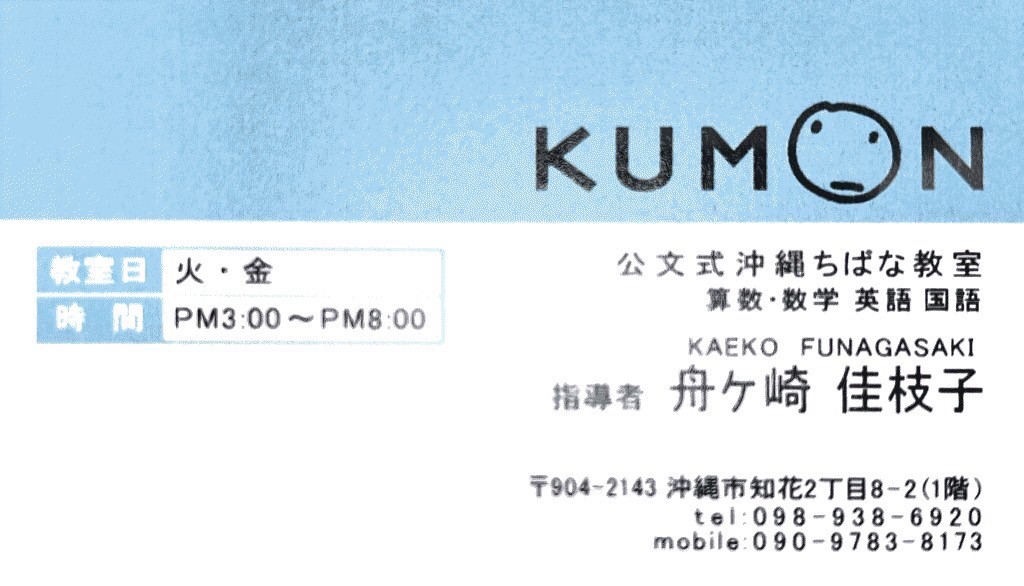 KUMON
教室日 火・金
時間 PM3:00〜PM8:00
公文式沖縄ちばな教室
算数・数学 英語 国語
KAEKO FUNAGASAKI
指導者 舟ケ崎 佳枝子
〒904-2143 沖縄市知花2丁目8-2(1階)
tel:098-938-6920
mobile:090-9783-8173